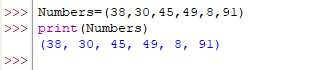 >>> Numbers=(38,30,45,49,8,91)
>>> print(Numbers)
(38, 30, 45, 49, 8, 91)
>>>